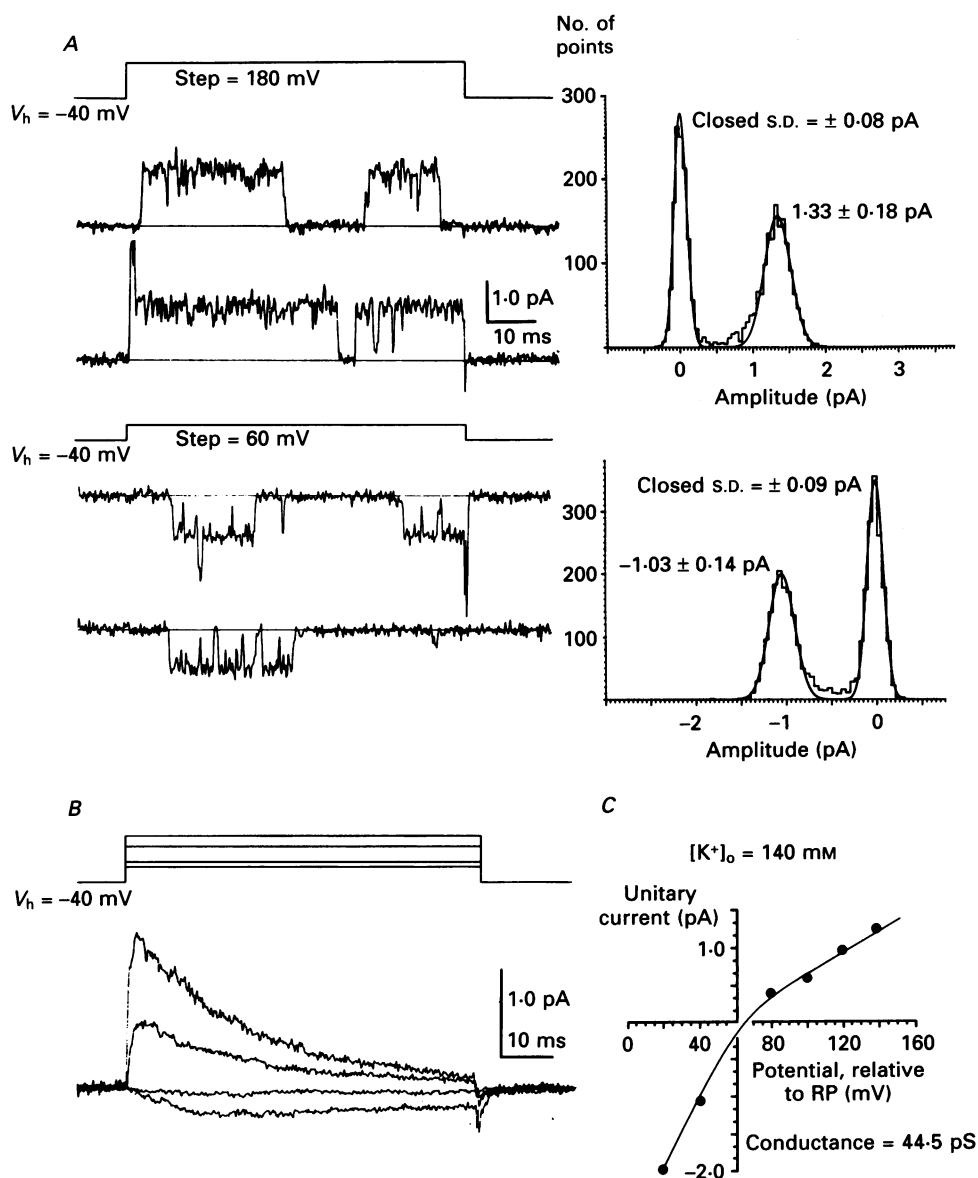 A
Step = 180 mV
Vh = −40 mV
1·0 pA
10 ms
No. of
points
300
200
100
Closed S.D. = ± 0·08 pA
1·33 ± 0·18 pA
0
1
2
3
Amplitude (pA)
Step = 60 mV
Vh = −40 mV
Closed S.D. = ± 0·09 pA
300
200
100
−1·03 ± 0·14 pA
−2
−1
0
Amplitude (pA)
B
Vh = −40 mV
1·0 pA
10 ms
C
[K+]o = 140 mM
Unitary
current (pA)
1·0
0
40
80
120
160
Potential, relative
to RP (mV)
Conductance = 44·5 pS
−2.0